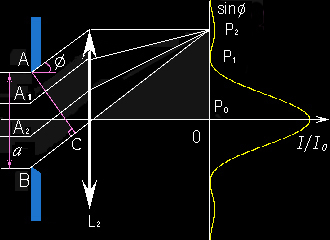 sinϕ
P₂
A
ϕ
P₁
A₁
P₀
A₂
a
C
0
I/I₀
B
L₂